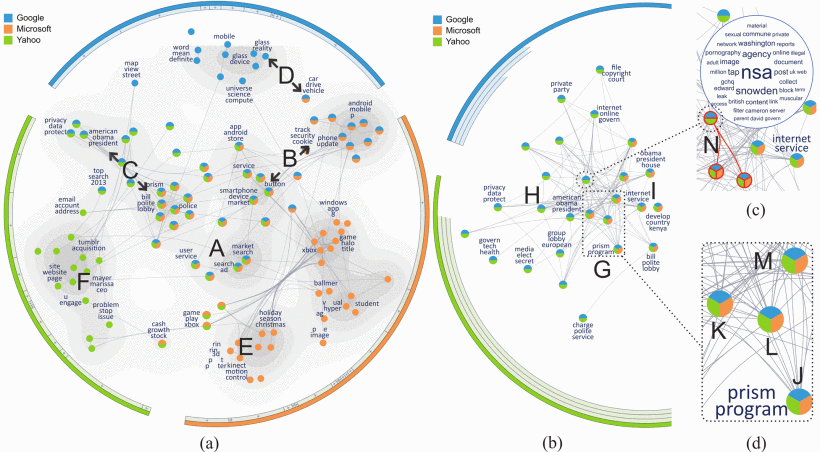 Google
Microsoft
Yahoo
mobile
glass
reality
word
mean
definite
glass
device
D
map
view
street
universe
science
compute
car
drive
vehicle
android
mobile
p
privacy
data
protect
american
obama
president
app
android
store
track
security
cookie
phone
update
B
C
top
search
2013
prism
bill
polite
lobby
police
service
button
smartphone
device
market
email
account
address
windows
app
8
A
tumblr
acquisition
user
service
market
search
search
ad
xbox
game
halo
title
site
website
page
F
mayer
marissa
ceo
u
engage
problem
stop
issue
ballmer
v
ag
ual
hyper
student
p
e
image
cash
growth
stock
game
play
xbox
holiday
season
christmas
E
rin
rin
p
3d
p
t
ter
kinect
motion
control
(a)
Google
Microsoft
Yahoo
file
copyright
court
private
party
internet
online
govern
obama
president
house
H
I
privacy
data
protect
american
obama
president
internet
service
develop
country
kenya
group
lobby
european
govern
tech
health
media
elect
secret
prism
program
bill
polite
lobby
G
charge
polite
service
(b)
material
sexual commune private
network washington reports
pornography agency online illegal
adult image document
million tap nsa post uk web
gchq collect
edward snowden block term
leak muscular
access british content link
filter cameron server
parent david govern
N
internet
service
(c)
M
K
L
J
prism
program
(d)